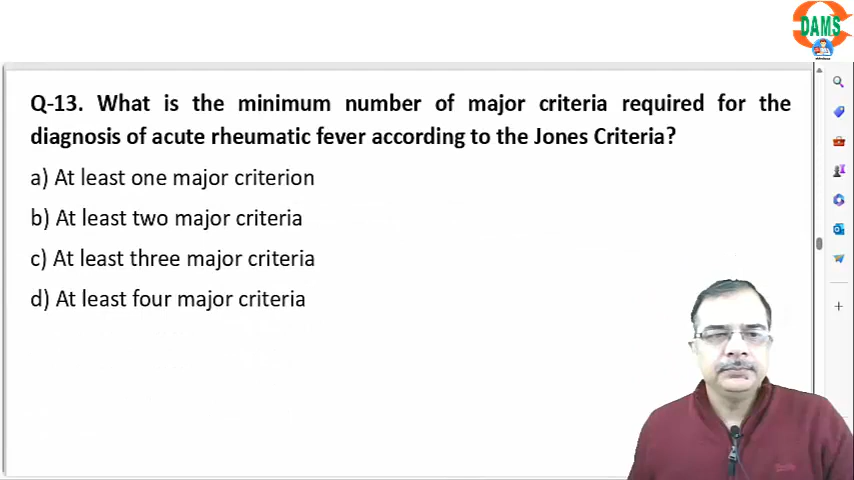 DAMS
Q-13. What is the minimum number of major criteria required for the
diagnosis of acute rheumatic fever according to the Jones Criteria?
a) At least one major criterion
b) At least two major criteria
c) At least three major criteria
d) At least four major criteria